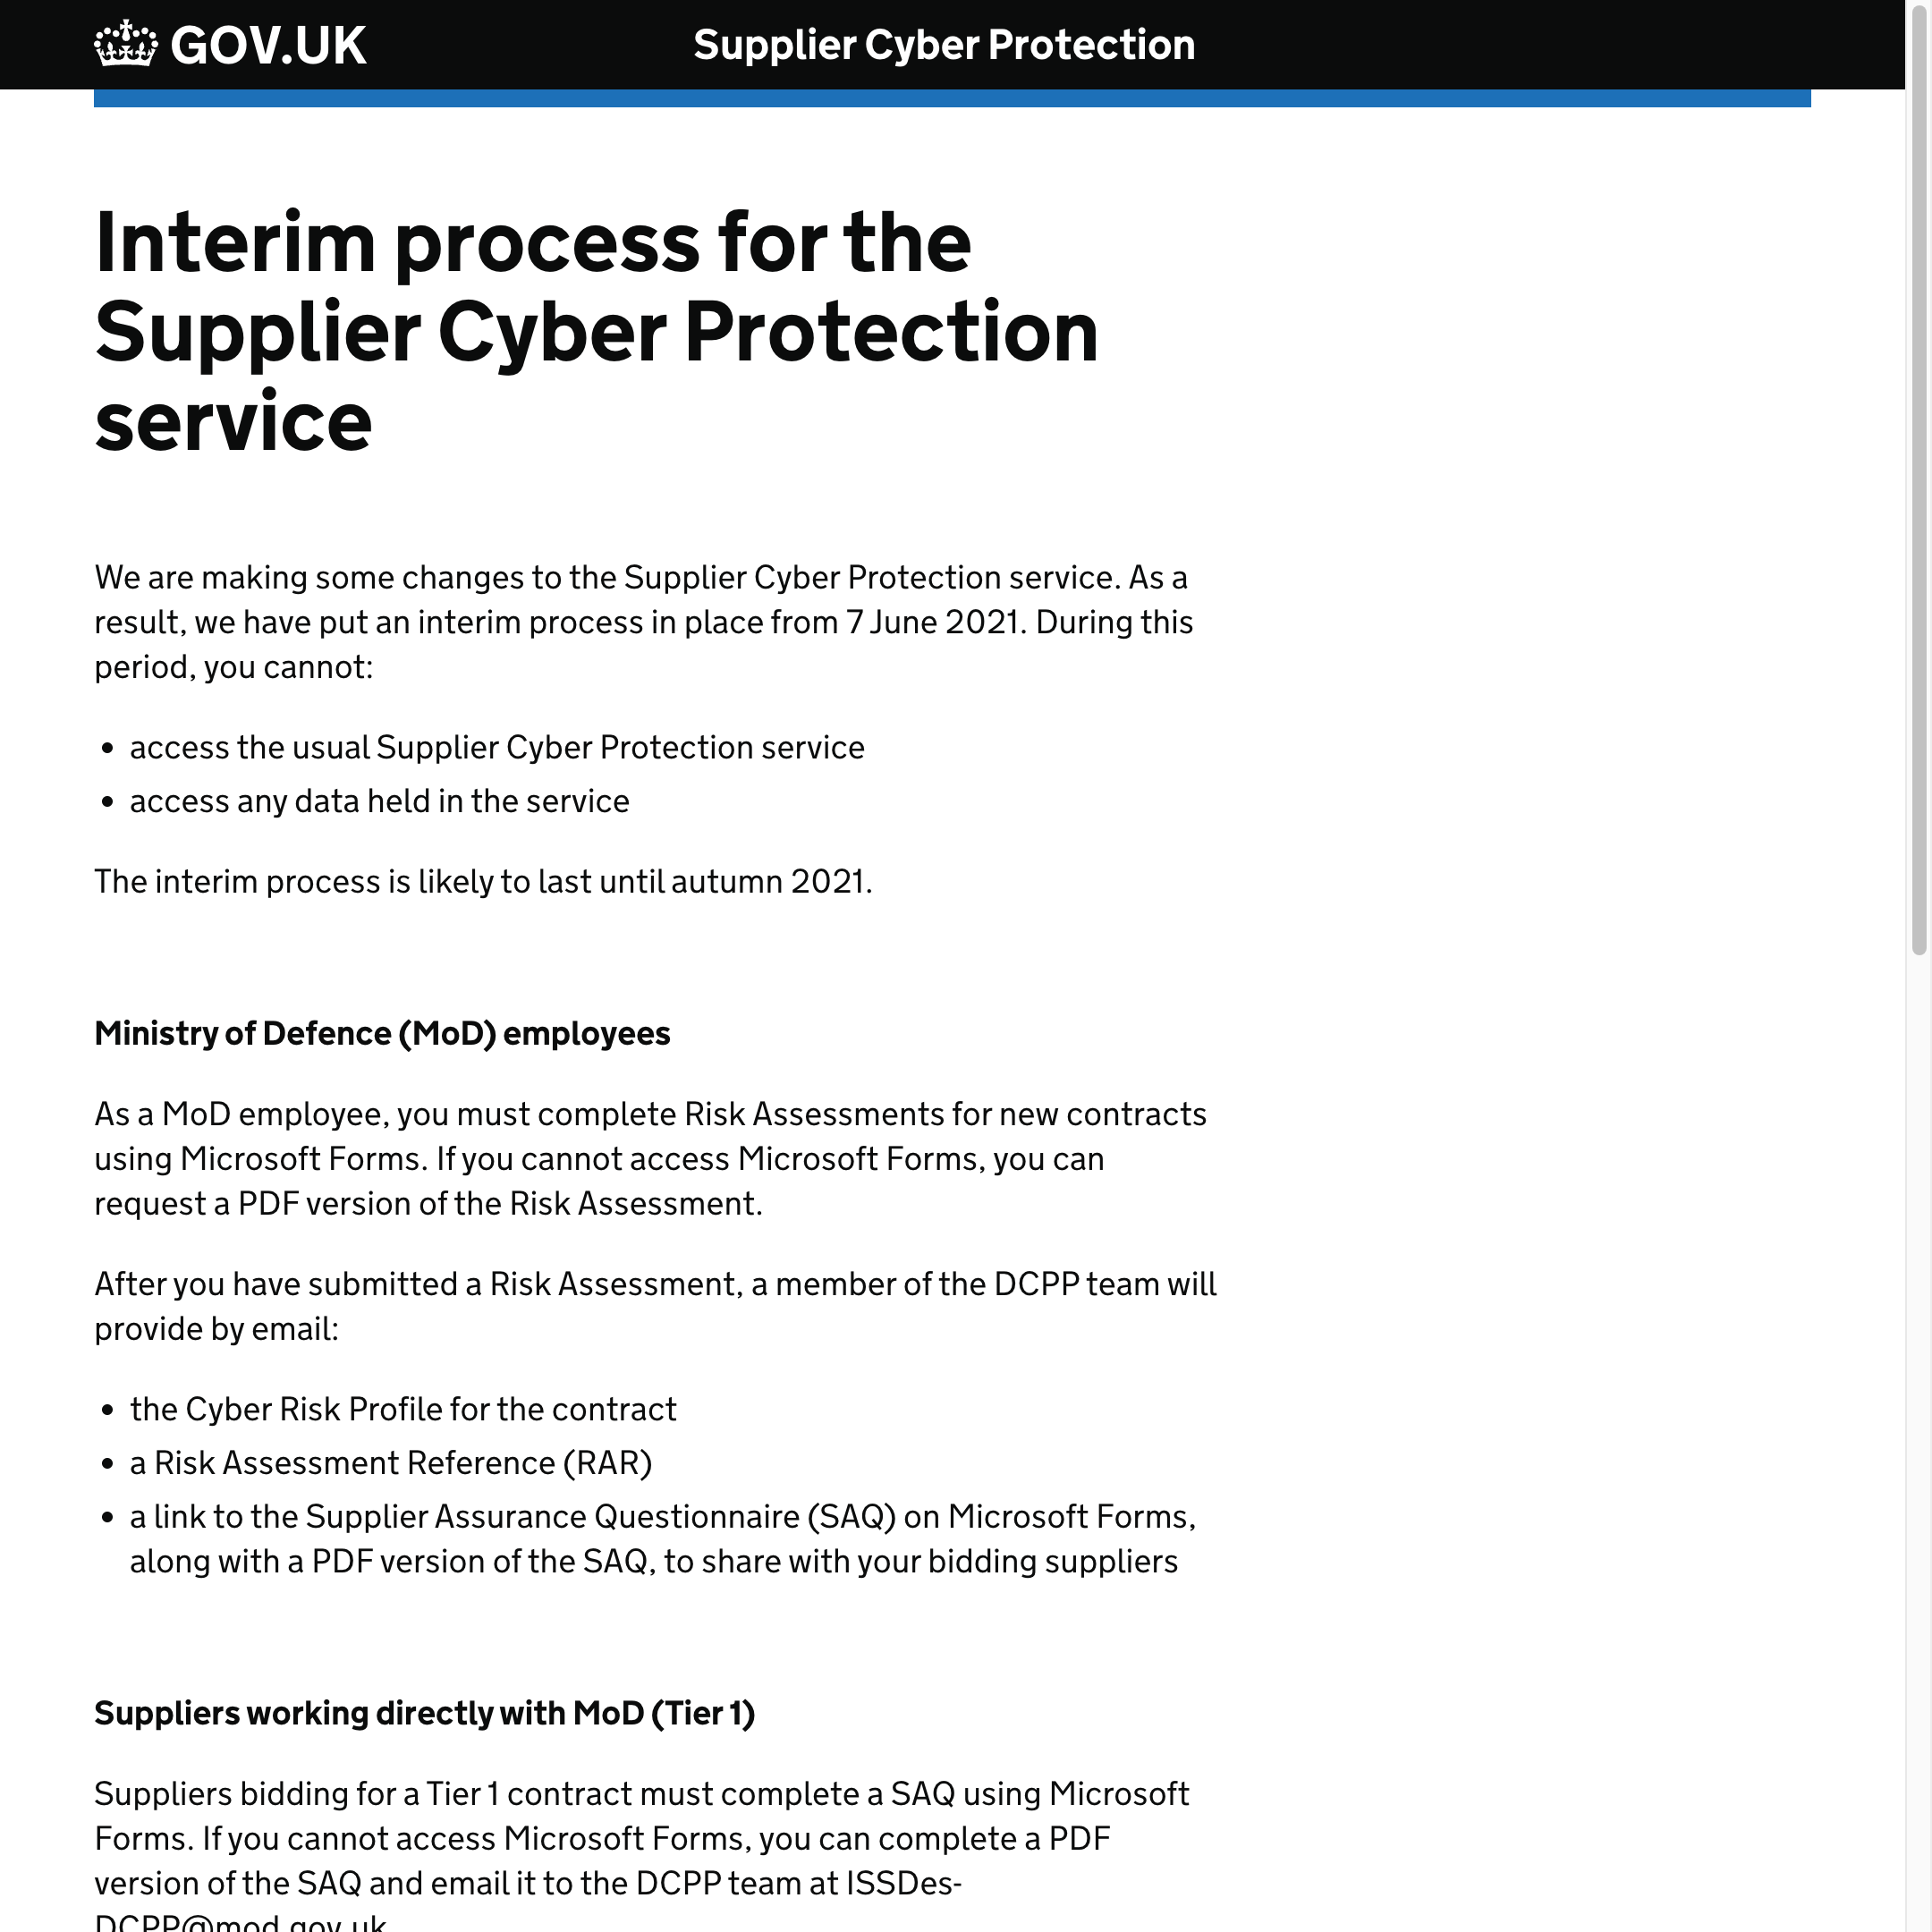 GOV.UK
Supplier Cyber Protection
Interim process for the
Supplier Cyber Protection
service
We are making some changes to the Supplier Cyber Protection service. As a
result, we have put an interim process in place from 7 June 2021. During this
period, you cannot:
• access the usual Supplier Cyber Protection service
• access any data held in the service
The interim process is likely to last until autumn 2021.
Ministry of Defence (MoD) employees
As a MoD employee, you must complete Risk Assessments for new contracts
using Microsoft Forms. If you cannot access Microsoft Forms, you can
request a PDF version of the Risk Assessment.
After you have submitted a Risk Assessment, a member of the DCPP team will
provide by email:
• the Cyber Risk Profile for the contract
• a Risk Assessment Reference (RAR)
• a link to the Supplier Assurance Questionnaire (SAQ) on Microsoft Forms,
along with a PDF version of the SAQ, to share with your bidding suppliers
Suppliers working directly with MoD (Tier 1)
Suppliers bidding for a Tier 1 contract must complete a SAQ using Microsoft
Forms. If you cannot access Microsoft Forms, you can complete a PDF
version of the SAQ and email it to the DCPP team at ISSDes-
DCPP@mod.gov.uk